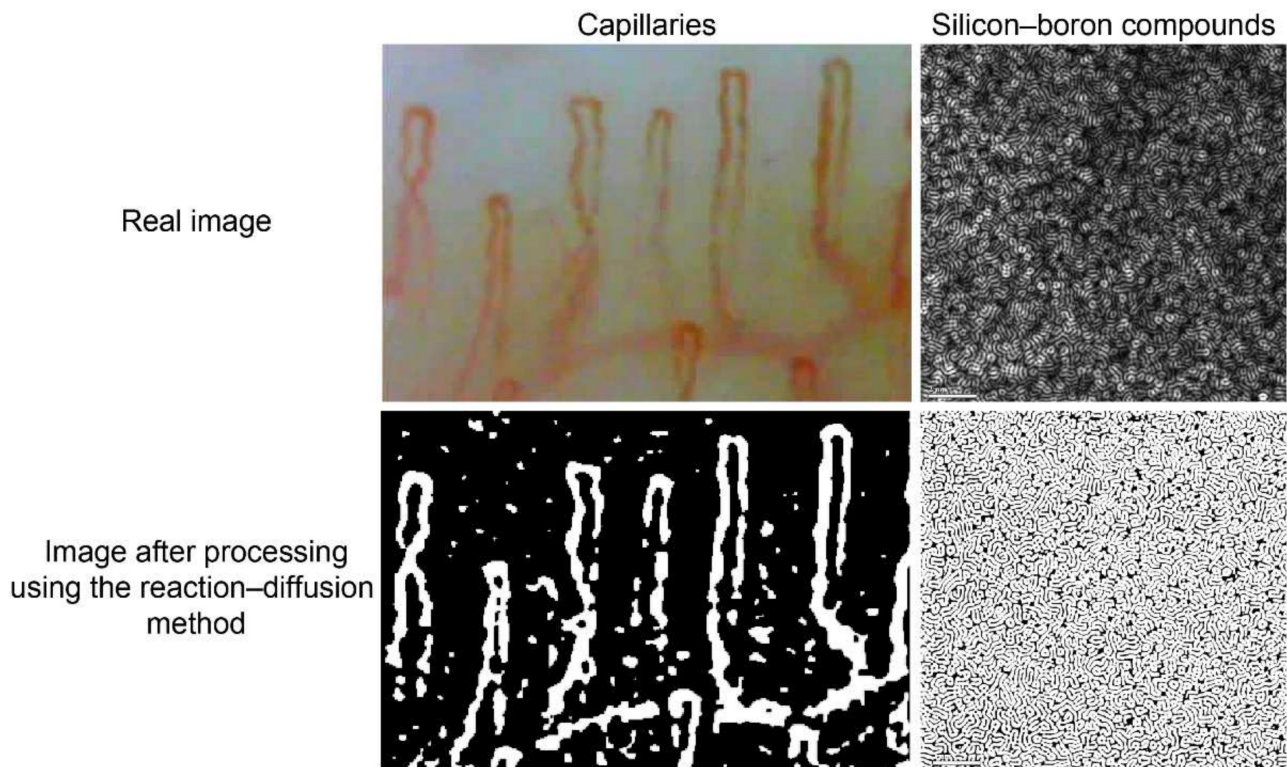 Capillaries
Silicon–boron compounds
Real image
Image after processing
using the reaction–diffusion
method